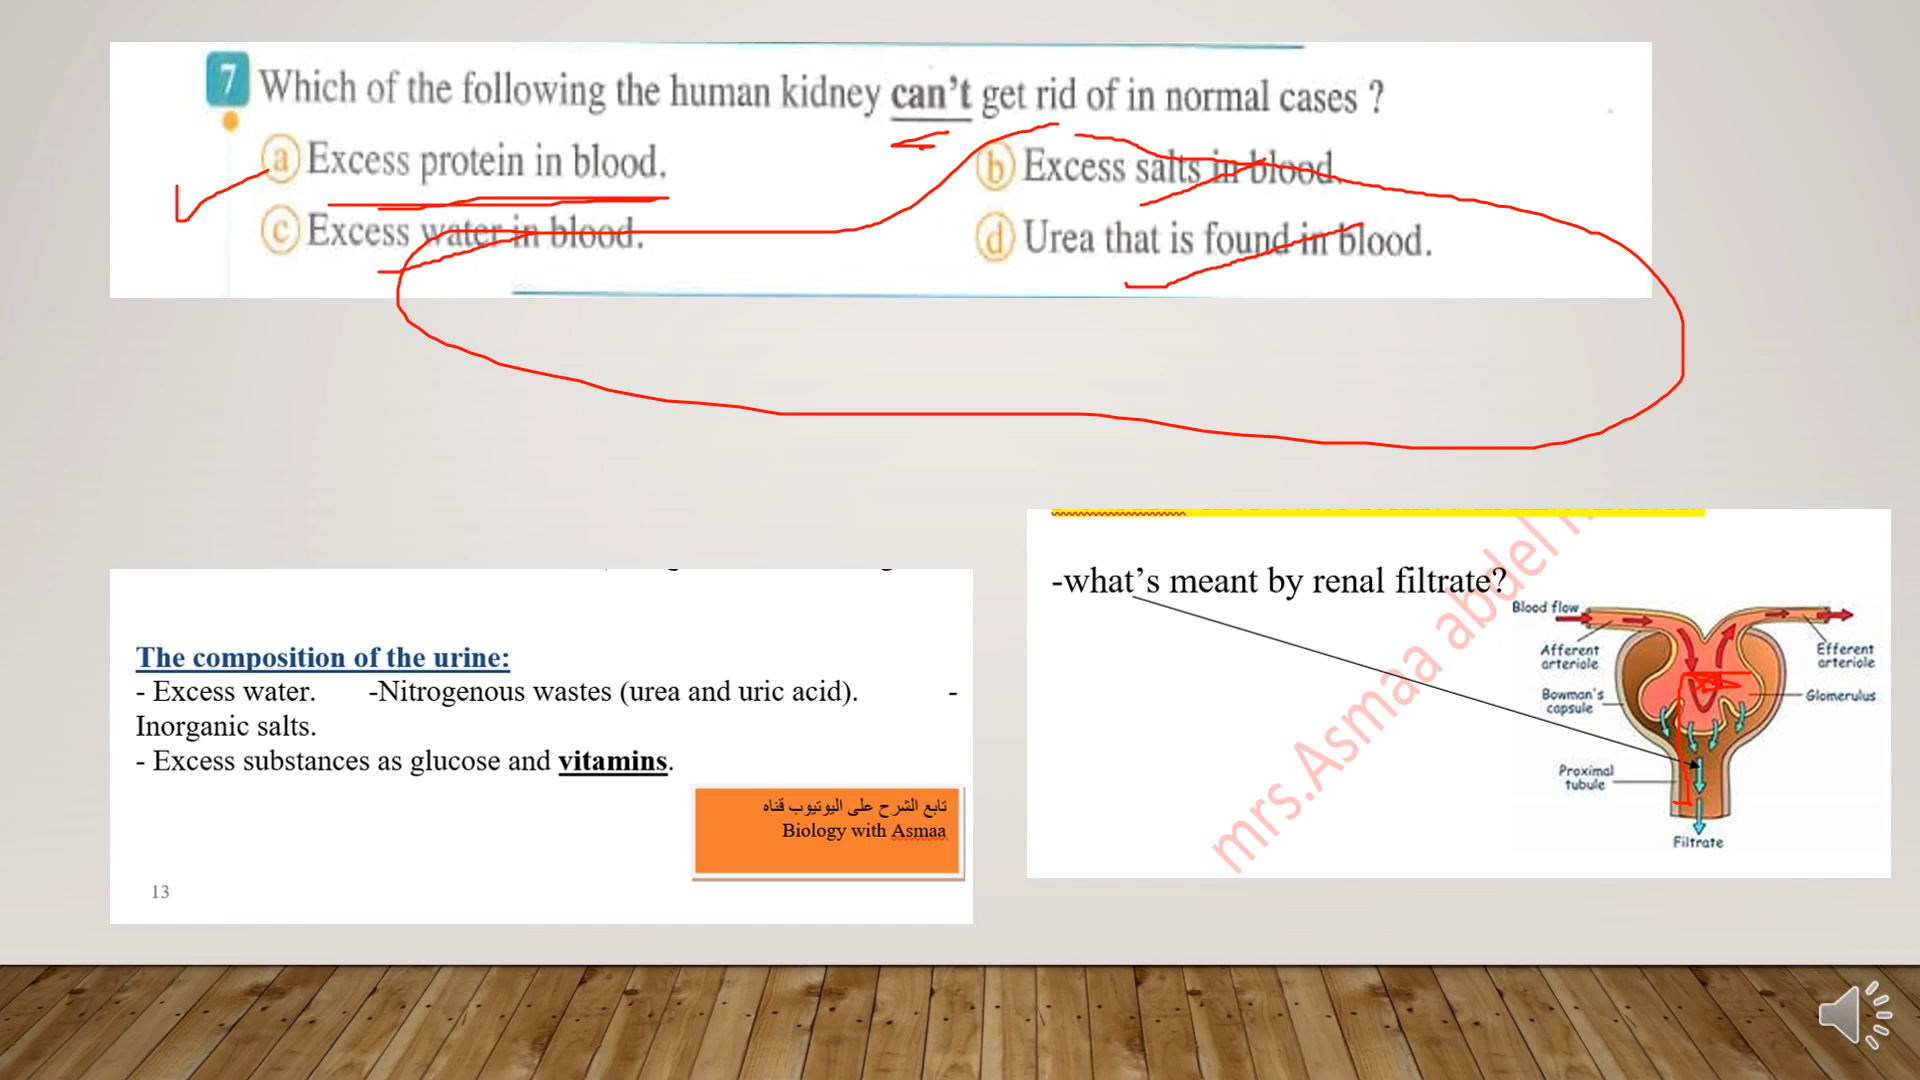 7 Which of the following the human kidney can't get rid of in normal cases ?
a Excess protein in blood.
b Excess salts in blood.
c Excess water in blood.
d Urea that is found in blood.
The composition of the urine:
- Excess water. -Nitrogenous wastes (urea and uric acid). -
Inorganic salts.
- Excess substances as glucose and vitamins.
تابع الشرح على اليوتيوب قناه
Biology with Asmaa
13
-what's meant by renal filtrate?
mrs.Asmaa abdel
Blood flow
Afferent
arteriole
Efferent
arteriole
Bowman's
capsule
Glomerulus
Proximal
tubule
Filtrate